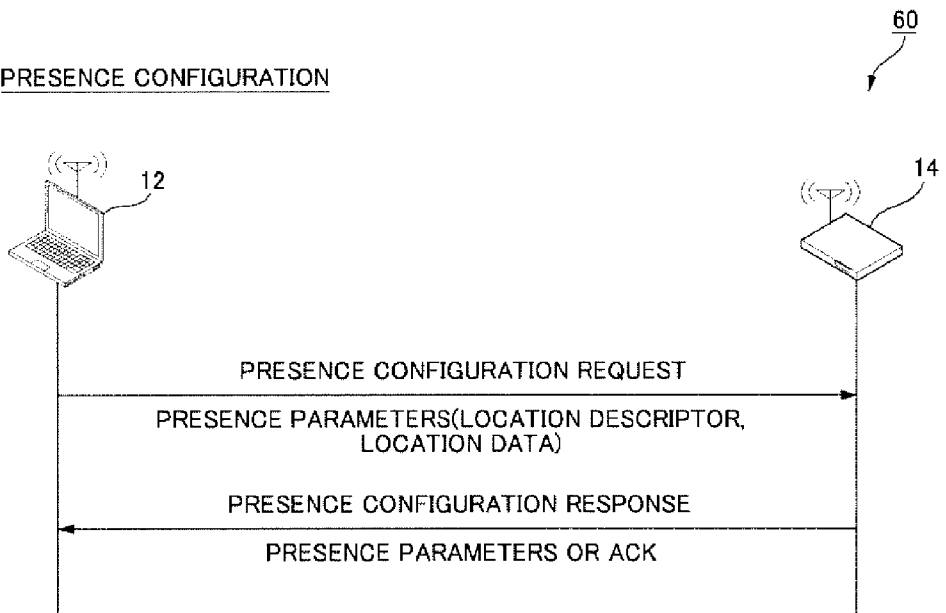 60
PRESENCE CONFIGURATION
12
14
PRESENCE CONFIGURATION REQUEST
PRESENCE PARAMETERS(LOCATION DESCRIPTOR,
LOCATION DATA)
PRESENCE CONFIGURATION RESPONSE
PRESENCE PARAMETERS OR ACK